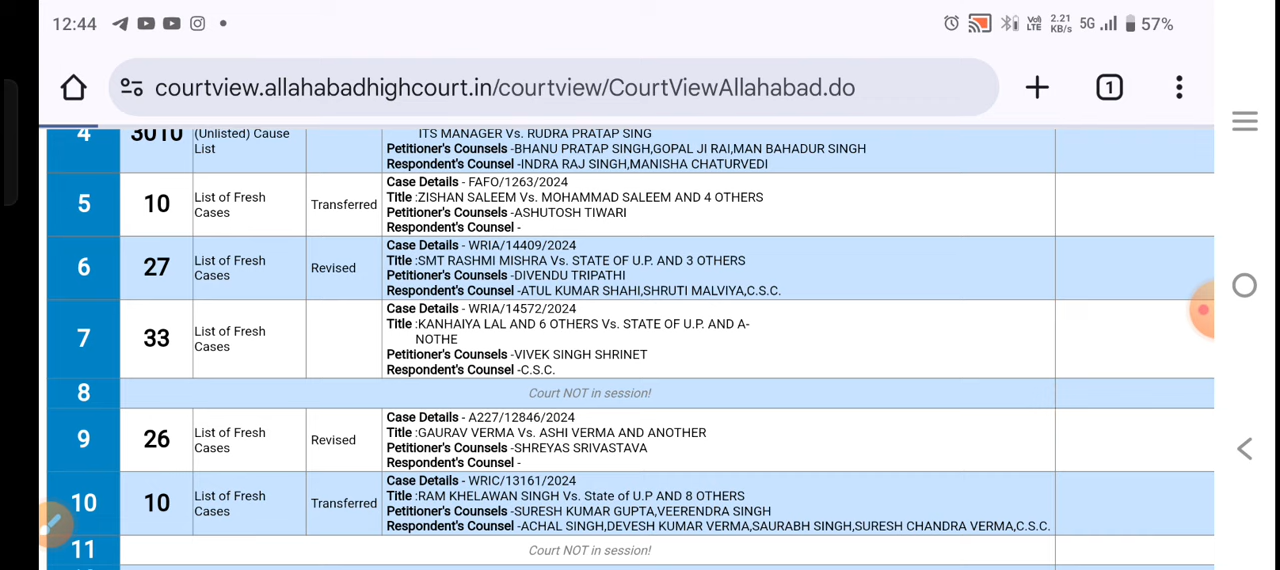 12:44
VoI) LTE 2.21 KB/s 5G 57%
courtview.allahabadhighcourt.in/courtview/CourtViewAllahabad.do
1
4 3010 (Unlisted) Cause List
ITS MANAGER Vs. RUDRA PRATAP SING
Petitioner's Counsels -BHANU PRATAP SINGH,GOPAL JI RAI,MAN BAHADUR SINGH
Respondent's Counsel -INDRA RAJ SINGH,MANISHA CHATURVEDI
5 10 List of Fresh Cases Transferred
Case Details - FAFO/1263/2024
Title :ZISHAN SALEEM Vs. MOHAMMAD SALEEM AND 4 OTHERS
Petitioner's Counsels -ASHUTOSH TIWARI
Respondent's Counsel -
6 27 List of Fresh Cases Revised
Case Details - WRIA/14409/2024
Title :SMT RASHMI MISHRA Vs. STATE OF U.P. AND 3 OTHERS
Petitioner's Counsels -DIVENDU TRIPATHI
Respondent's Counsel -ATUL KUMAR SHAHI,SHRUTI MALVIYA,C.S.C.
7 33 List of Fresh Cases
Case Details - WRIA/14572/2024
Title :KANHAIYA LAL AND 6 OTHERS Vs. STATE OF U.P. AND A-
NOTHE
Petitioner's Counsels -VIVEK SINGH SHRINET
Respondent's Counsel -C.S.C.
8 Court NOT in session!
9 26 List of Fresh Cases Revised
Case Details - A227/12846/2024
Title :GAURAV VERMA Vs. ASHI VERMA AND ANOTHER
Petitioner's Counsels -SHREYAS SRIVASTAVA
Respondent's Counsel -
10 10 List of Fresh Cases Transferred
Case Details - WRIC/13161/2024
Title :RAM KHELAWAN SINGH Vs. State of U.P AND 8 OTHERS
Petitioner's Counsels -SURESH KUMAR GUPTA,VEERENDRA SINGH
Respondent's Counsel -ACHAL SINGH,DEVESH KUMAR VERMA,SAURABH SINGH,SURESH CHANDRA VERMA,C.S.C.
11 Court NOT in session!